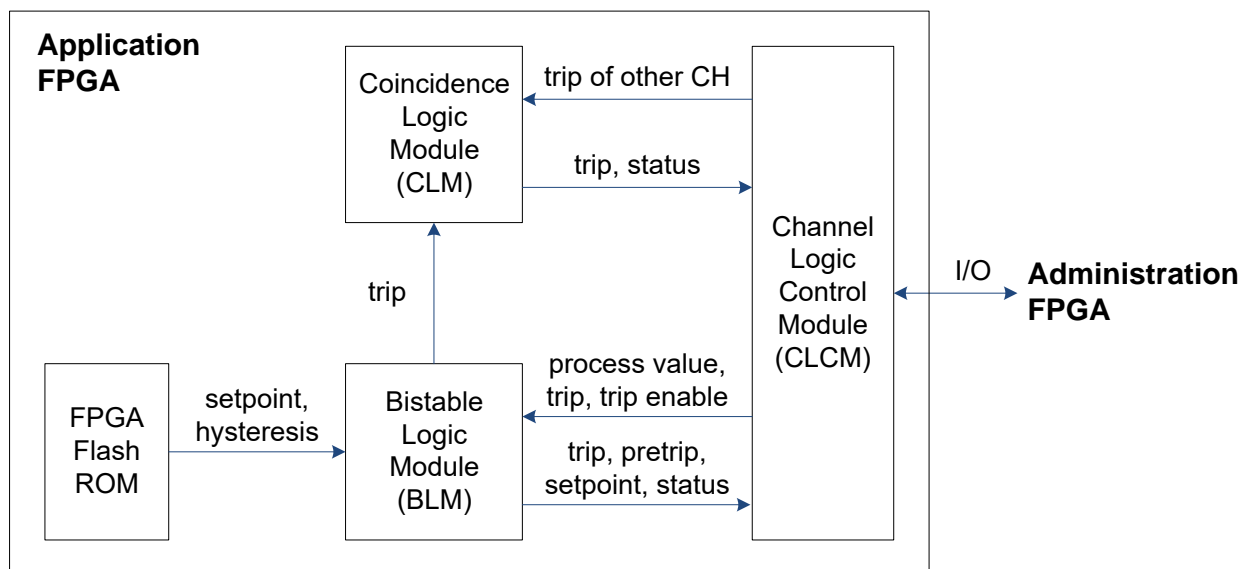 Application
FPGA
Coincidence
Logic
Module
(CLM)
trip of other CH
trip, status
trip
Channel
Logic
Control
Module
(CLCM)
I/O
Administration
FPGA
FPGA
Flash
ROM
setpoint,
hysteresis
Bistable
Logic
Module
(BLM)
process value,
trip, trip enable
trip, pretrip,
setpoint, status